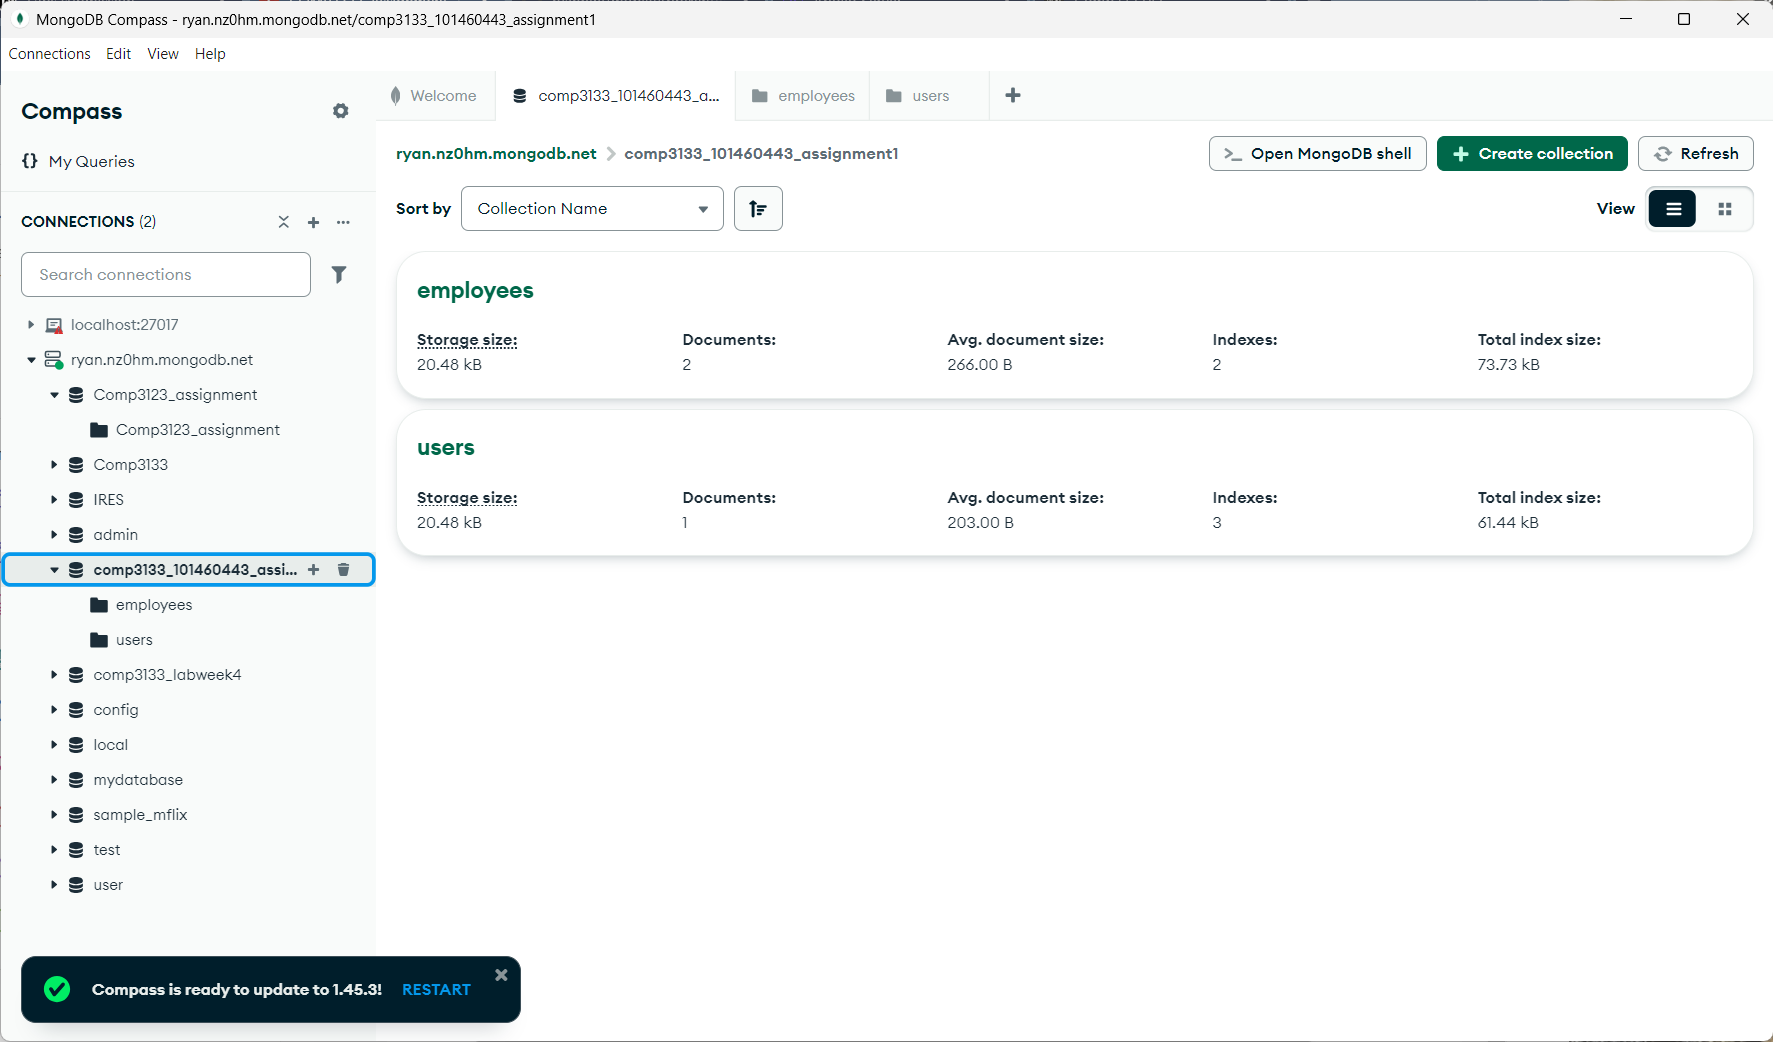 MongoDB Compass - ryan.nz0hm.mongodb.net/comp3133_101460443_assignment1
Connections Edit View Help
Compass
My Queries
CONNECTIONS (2)
Search connections
localhost:27017
ryan.nz0hm.mongodb.net
Comp3123_assignment
Comp3123_assignment
Comp3133
IRES
admin
comp3133_101460443_assi...
employees
users
comp3133_labweek4
config
local
mydatabase
sample_mflix
test
user
Welcome comp3133_101460443_a... employees users
ryan.nz0hm.mongodb.net comp3133_101460443_assignment1
Open MongoDB shell Create collection Refresh
Sort by Collection Name View
employees
Storage size: Documents: Avg. document size: Indexes: Total index size:
20.48 kB 2 266.00 B 2 73.73 kB
users
Storage size: Documents: Avg. document size: Indexes: Total index size:
20.48 kB 1 203.00 B 3 61.44 kB
Compass is ready to update to 1.45.3! RESTART